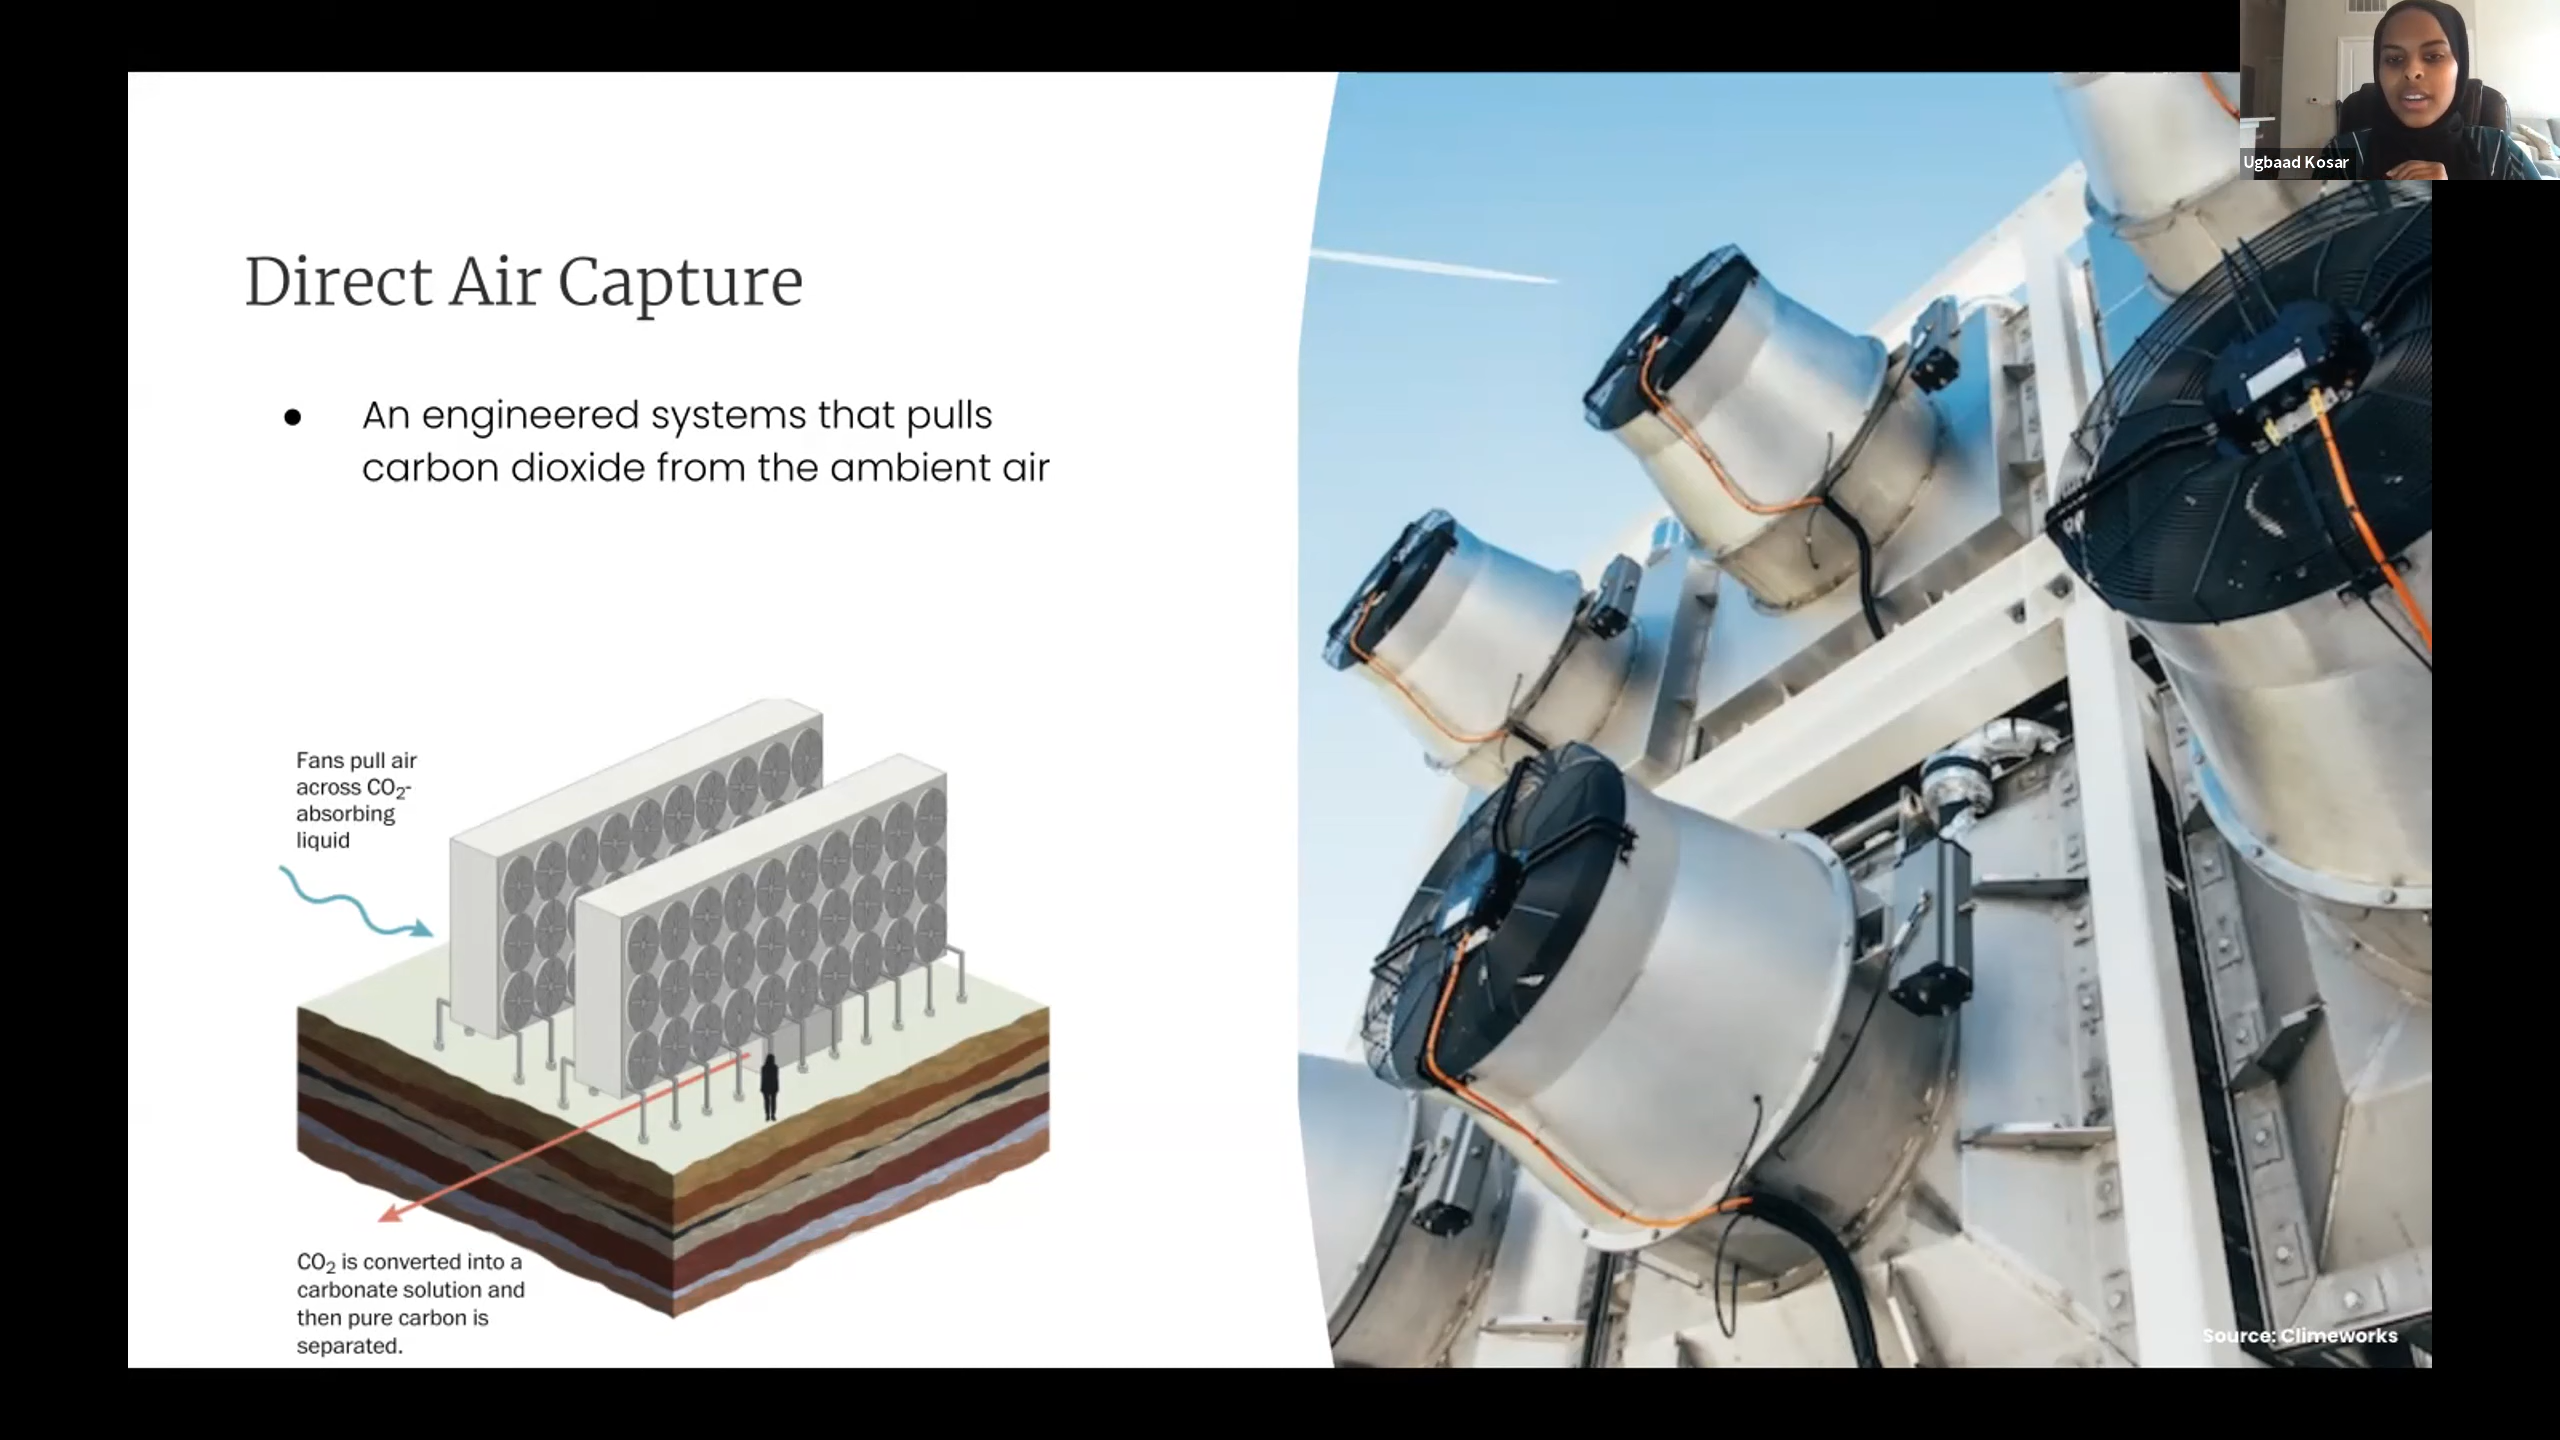 Ugbaad Kosar
Direct Air Capture
● An engineered systems that pulls
carbon dioxide from the ambient air
Fans pull air
across CO₂-
absorbing
liquid
CO₂ is converted into a
carbonate solution and
then pure carbon is
separated.
Source: Climeworks